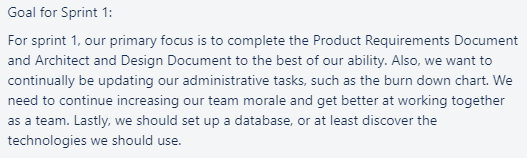 Goal for Sprint 1:
For sprint 1, our primary focus is to complete the Product Requirements Document
and Architect and Design Document to the best of our ability. Also, we want to
continually be updating our administrative tasks, such as the burn down chart. We
need to continue increasing our team morale and get better at working together
as a team. Lastly, we should set up a database, or at least discover the
technologies we should use.